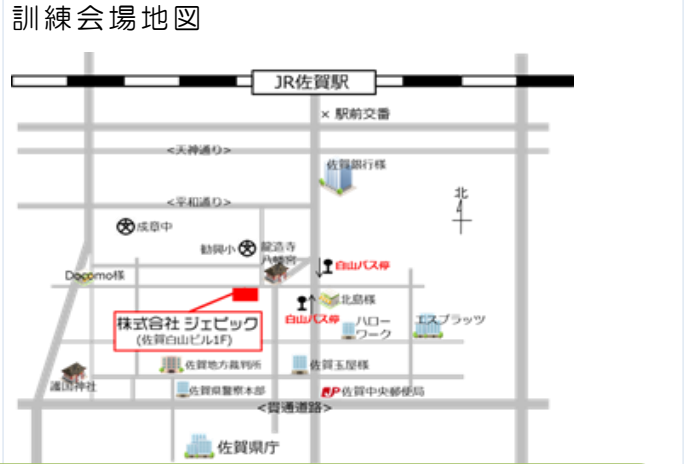 訓練会場地図
JR佐賀駅
× 駅前交番
<天神通り>
佐賀銀行様
<平和通り>
北
成章中
勧興小
龍造寺
八幡宮
白山バス停
Docomo様
株式会社 ジェピック
(佐賀白山ビル1F)
白山バス停
北島様
ハロー
ワーク
エスプラッツ
佐賀地方裁判所
佐賀玉屋様
護国神社
佐賀県警察本部
佐賀中央郵便局
<貫通道路>
佐賀県庁